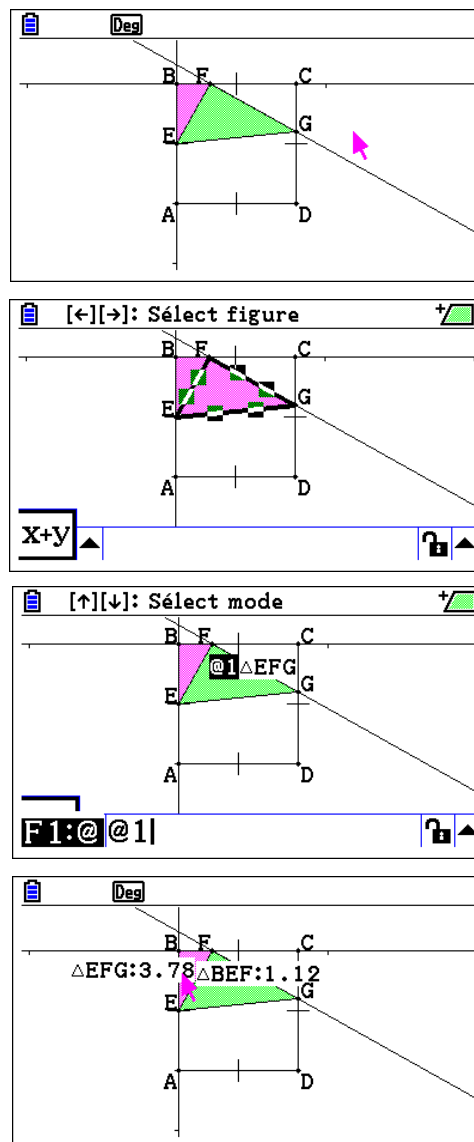 Deg
B F C
G
E
A D
[←][→]: Sélect figure
B F C
G
E
A D
x+y
[↑][↓]: Sélect mode
B F C
@1△EFG
E G
A D
F1:@ @1
Deg
B F C
△EFG:3.78 △BEF:1.12
E G
A D